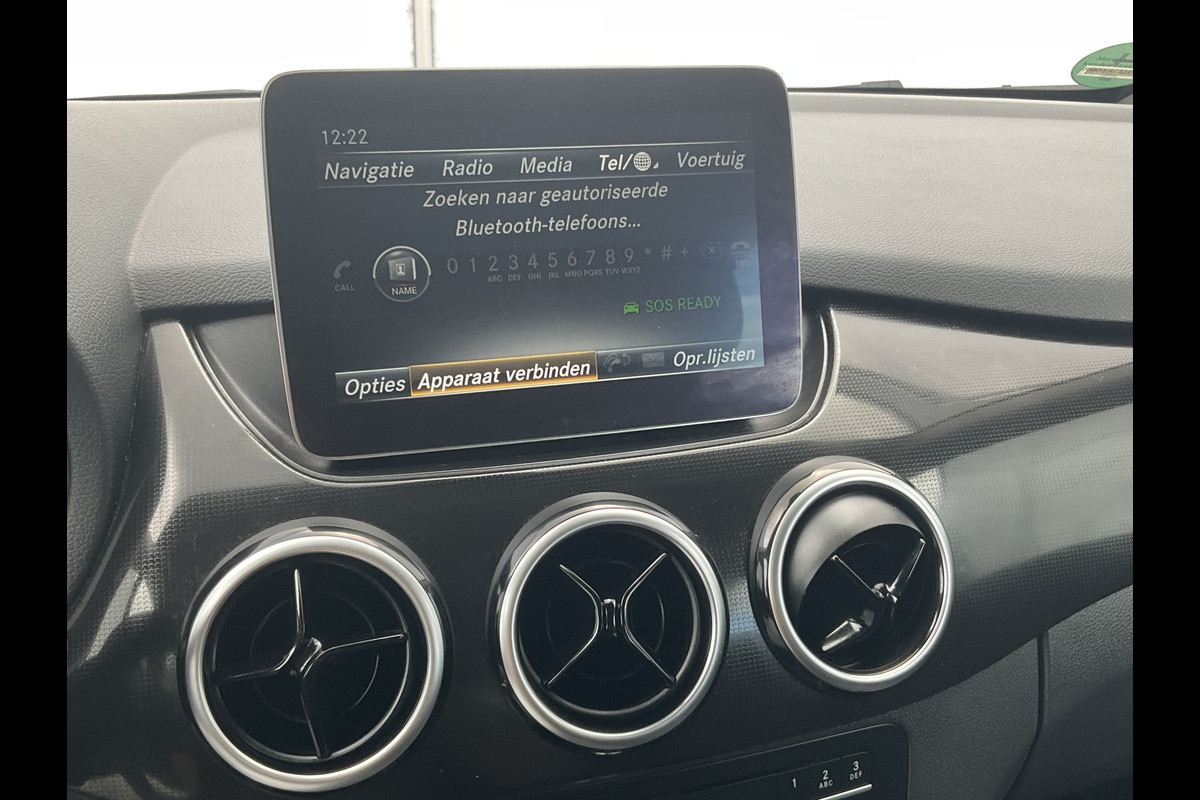 12:22
Navigatie Radio Media Tel/ Voertuig
Zoeken naar geautoriseerde
Bluetooth-telefoons...
0 1 2 3 4 5 6 7 8 9 * # +
ABC DEF GHI JKL MNO PQRS TUV WXYZ
CALL NAME
SOS READY
Opties Apparaat verbinden Opr.lijsten
1 2 3
ABC DEF